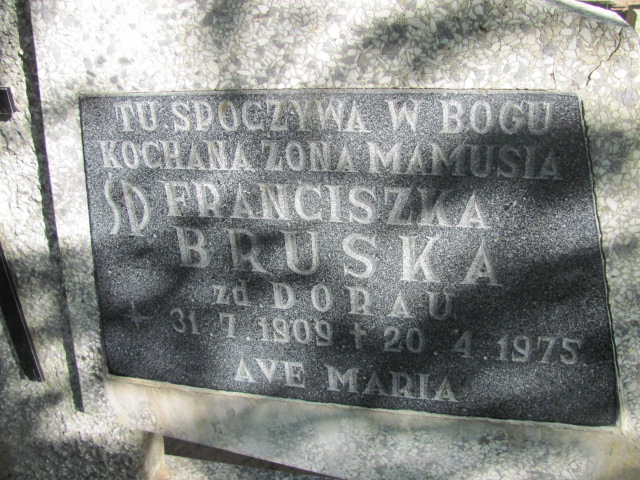 TU SPOCZYWA W BOGU
KOCHANA ŻONA MAMUSIA
ŚP FRANCISZKA
BRUSKA
zd DORAU
* 31.7.1909 † 20.4.1975
AVE MARIA